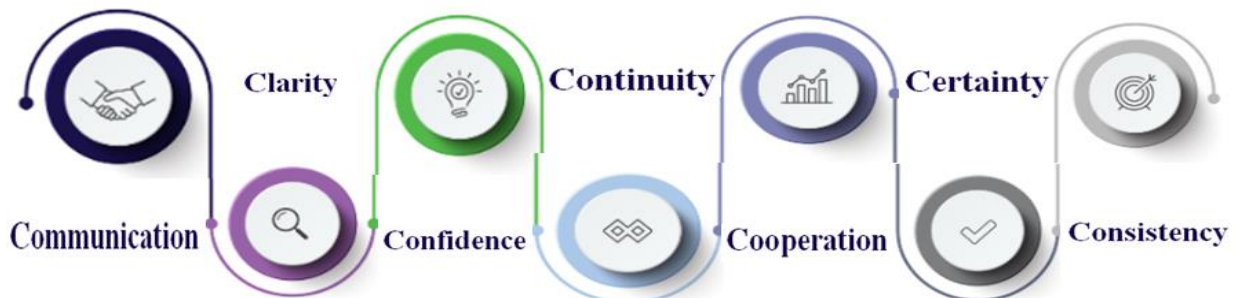 Communication
Clarity
Confidence
Continuity
Cooperation
Certainty
Consistency